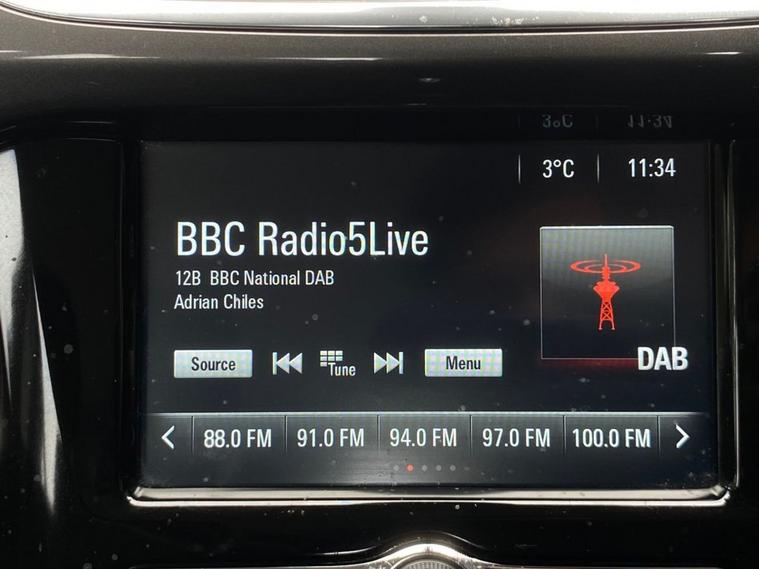 3°C 11:34
BBC Radio5Live
12B BBC National DAB
Adrian Chiles
DAB
Source Tune Menu
88.0 FM 91.0 FM 94.0 FM 97.0 FM 100.0 FM